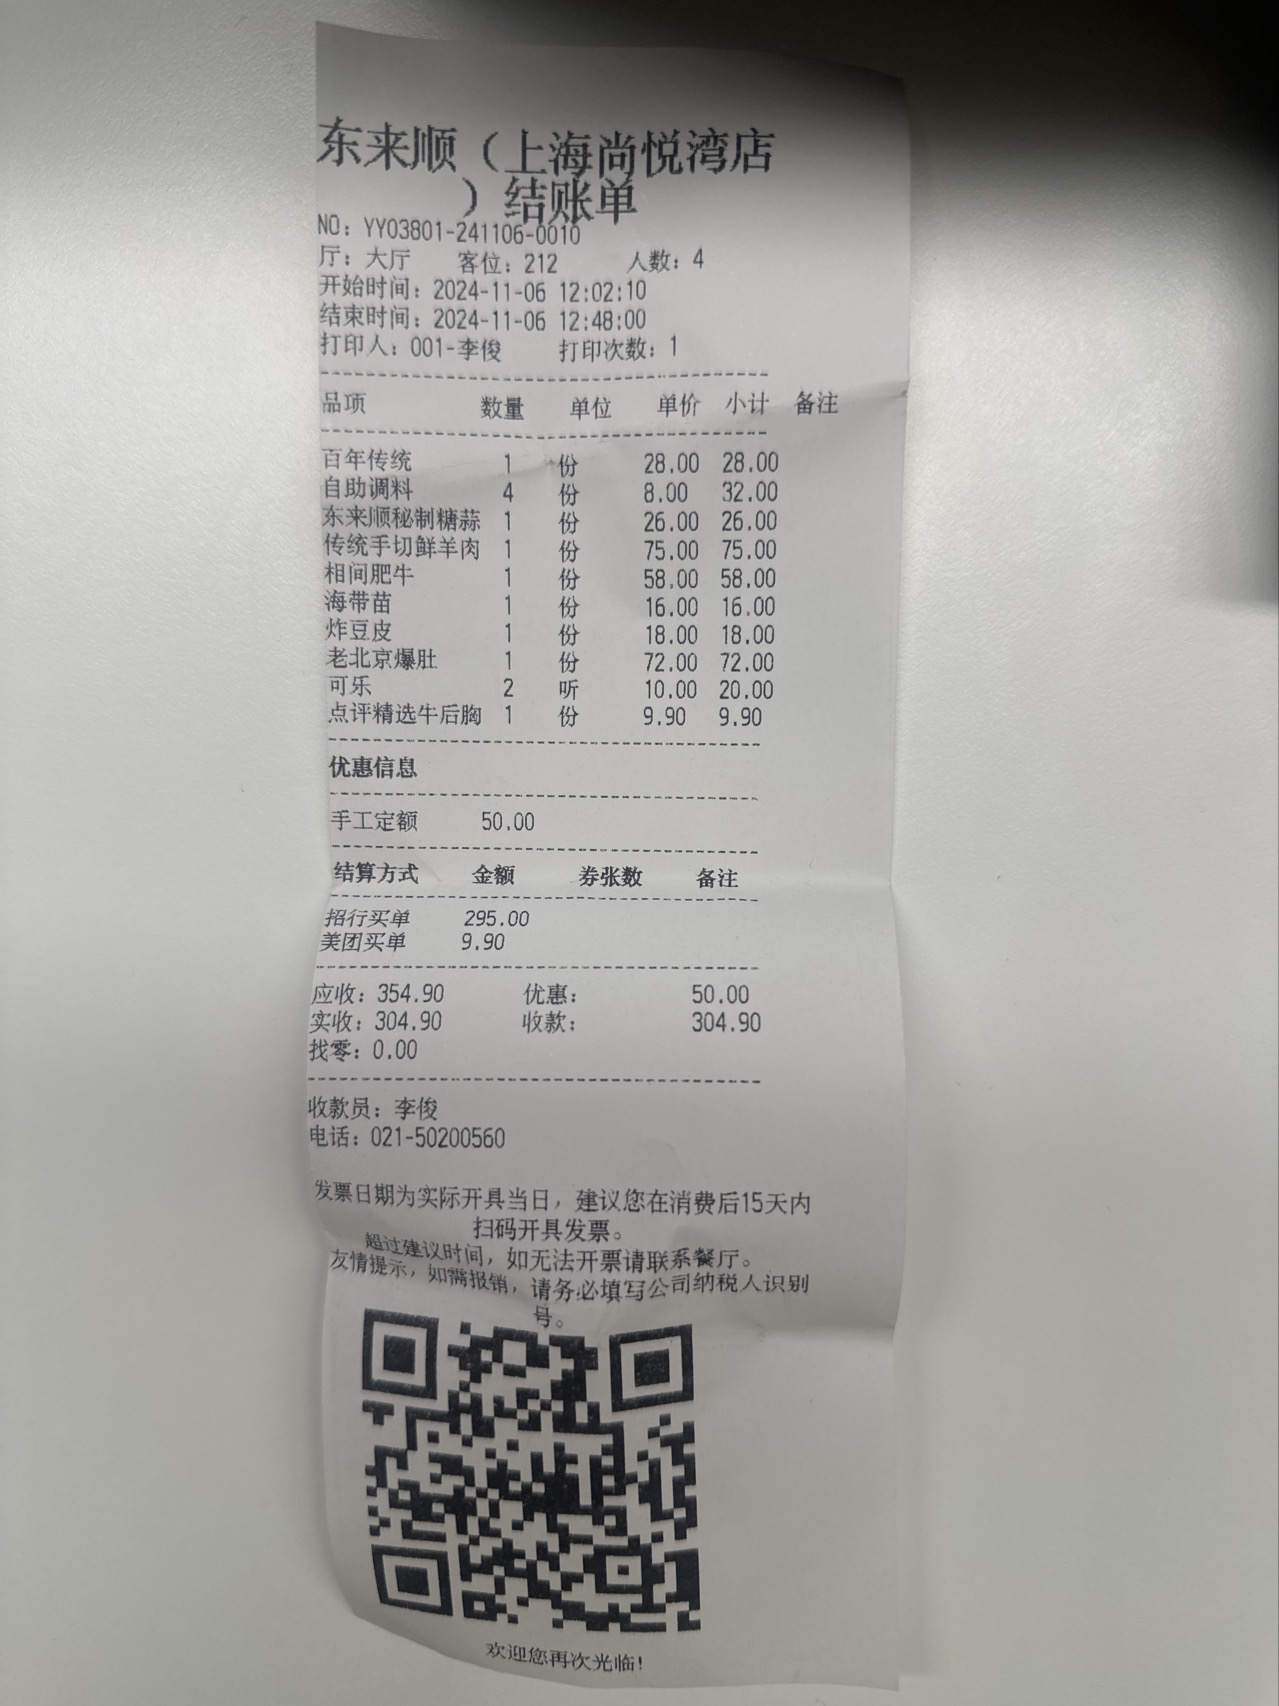 东来顺（上海尚悦湾店
）结账单
NO：YY03801-241106-0010
厅：大厅 客位：212 人数：4
开始时间：2024-11-06 12:02:10
结束时间：2024-11-06 12:48:00
打印人：001-李俊 打印次数：1
品项 数量 单位 单价 小计 备注
百年传统 1 份 28.00 28.00
自助调料 4 份 8.00 32.00
东来顺秘制糖蒜 1 份 26.00 26.00
传统手切鲜羊肉 1 份 75.00 75.00
相间肥牛 1 份 58.00 58.00
海带苗 1 份 16.00 16.00
炸豆皮 1 份 18.00 18.00
老北京爆肚 1 份 72.00 72.00
可乐 2 听 10.00 20.00
点评精选牛后胸 1 份 9.90 9.90
优惠信息
手工定额 50.00
结算方式 金额 券张数 备注
招行买单 295.00
美团买单 9.90
应收：354.90 优惠： 50.00
实收：304.90 收款： 304.90
找零：0.00
收款员：李俊
电话：021-50200560
发票日期为实际开具当日，建议您在消费后15天内
扫码开具发票。
超过建议时间，如无法开票请联系餐厅。
友情提示，如需报销，请务必填写公司纳税人识别
号。
欢迎您再次光临！